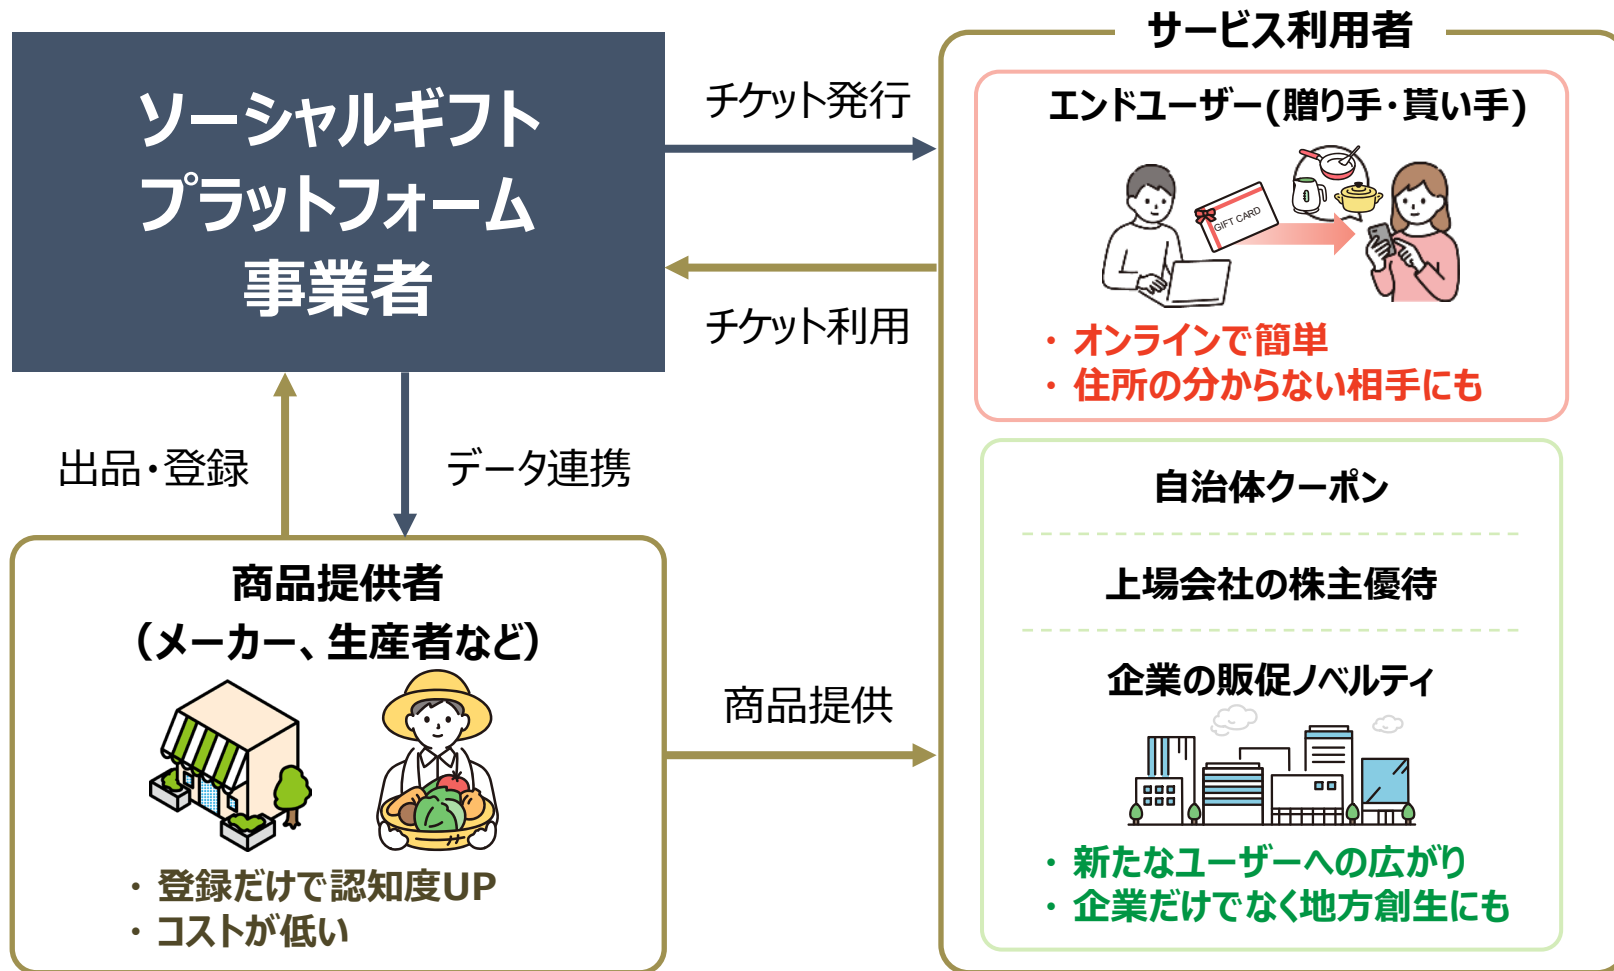 ソーシャルギフト
プラットフォーム
事業者
チケット発行
チケット利用
出品・登録
データ連携
商品提供者
（メーカー、生産者など）
・登録だけで認知度UP
・コストが低い
商品提供
サービス利用者
エンドユーザー(贈り手・貰い手)
GIFT CARD
・オンラインで簡単
・住所の分からない相手にも
自治体クーポン
上場会社の株主優待
企業の販促ノベルティ
・新たなユーザーへの広がり
・企業だけでなく地方創生にも